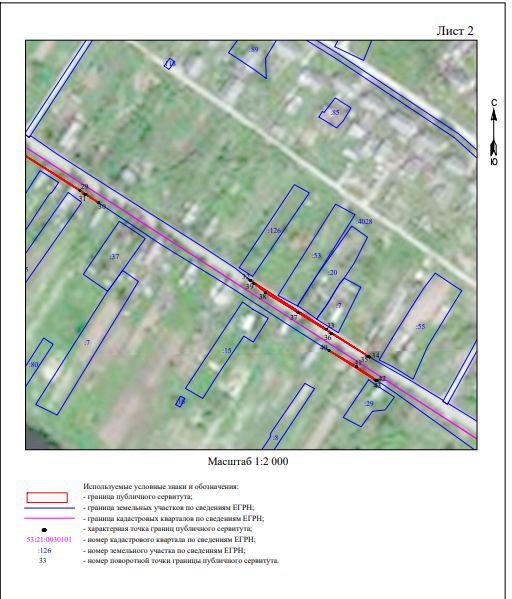 Лист 2
:89
:85
С
Ю
29
31
30
:126
:4028
:37
:53
:20
39
38
37
:7
33
36
:55
:7
:15
40
34
:80
:29
:8
Масштаб 1:2 000
Используемые условные знаки и обозначения:
- граница публичного сервитута;
- граница земельных участков по сведениям ЕГРН;
- граница кадастровых кварталов по сведениям ЕГРН;
- характерная точка границ публичного сервитута;
53:21:0030101 - номер кадастрового квартала по сведениям ЕГРН;
:126 - номер земельного участка по сведениям ЕГРН;
33 - номер поворотной точки границы публичного сервитута.